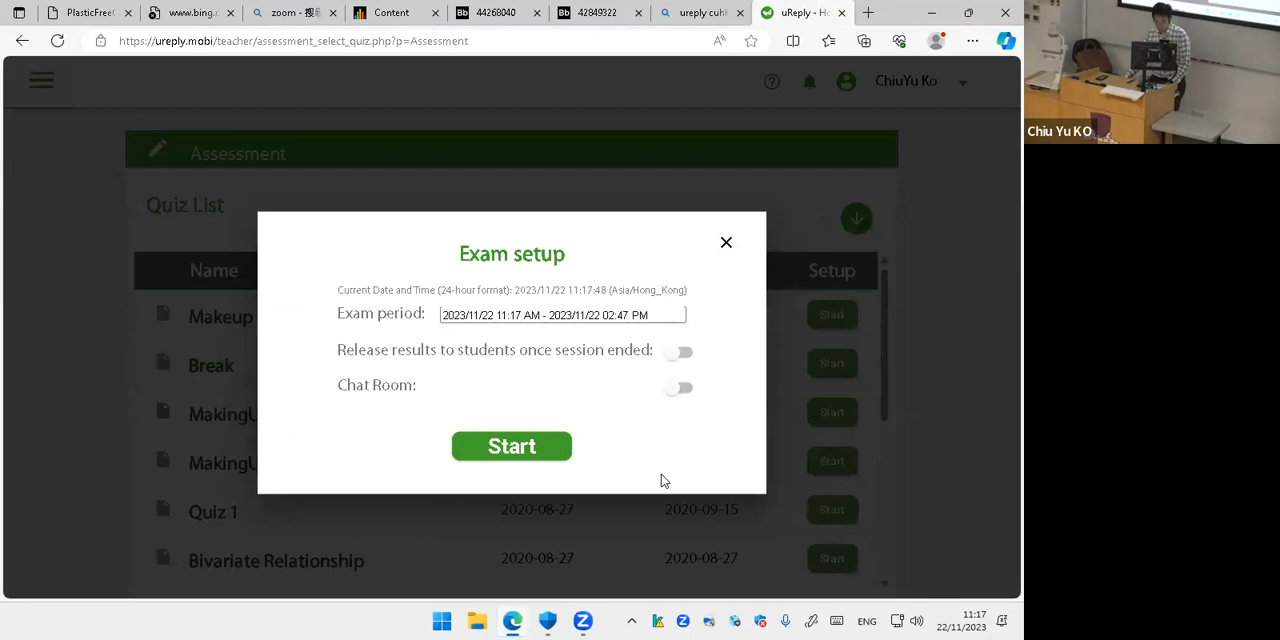 PlasticFree(
www.bing.c
zoom - 搜
Content
Bb 44268040
Bb 42849322
ureply cuhk
uReply - Ho
https://ureply.mobi/teacher/assessment_select_quiz.php?p=Assessment
ChiuYu Ko
Chiu Yu KO
Assessment
Quiz List
Name
Setup
Makeup
Start
Break
Start
MakingU
Start
MakingU
Start
Quiz 1
2020-08-27
2020-09-15
Start
Bivariate Relationship
2020-08-27
2020-08-27
Start
Exam setup
Current Date and Time (24-hour format): 2023/11/22 11:17:48 (Asia/Hong_Kong)
Exam period: 2023/11/22 11:17 AM - 2023/11/22 02:47 PM
Release results to students once session ended:
Chat Room:
Start
ENG
11:17
22/11/2023